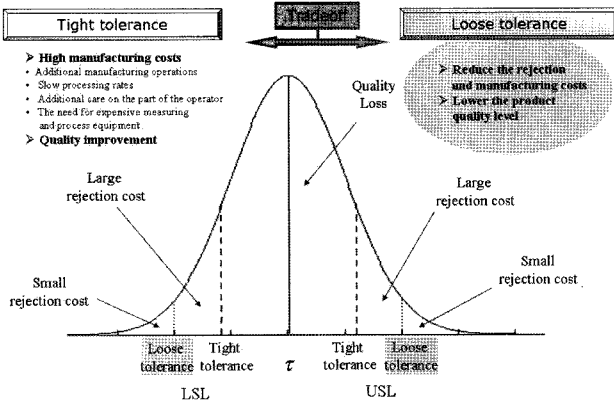 Tight tolerance
Tradeoff
Loose tolerance
➢ High manufacturing costs
• Additional manufacturing operations
• Slow processing rates
• Additional care on the part of the operator
• The need for expensive measuring
and process equipment.
➢ Quality improvement
➢ Reduce the rejection
and manufacturing costs
➢ Lower the product
quality level
Quality
Loss
Large
rejection cost
Large
rejection cost
Small
rejection cost
Small
rejection cost
Loose
tolerance
Tight
tolerance
τ
Tight
tolerance
Loose
tolerance
LSL
USL